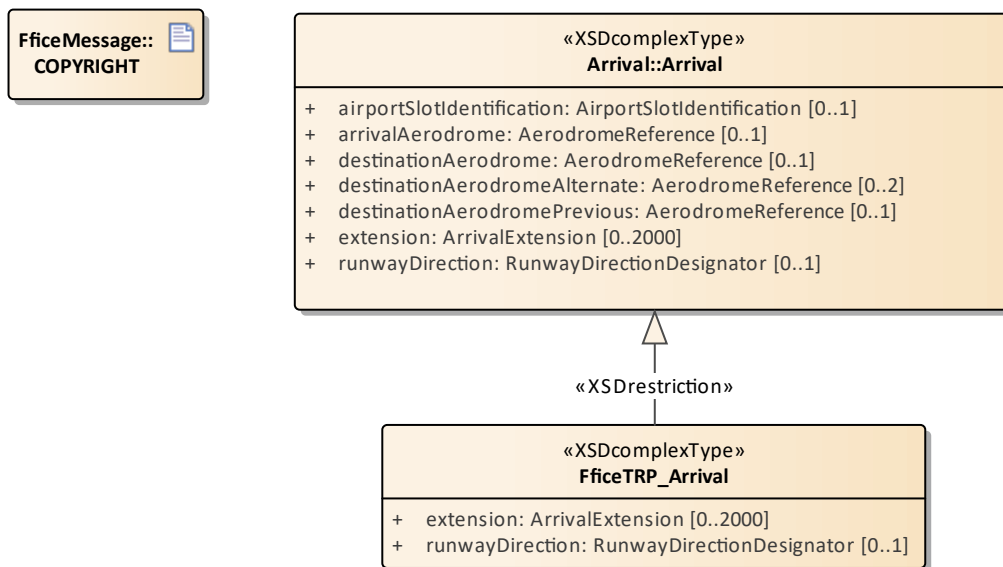 FficeMessage::
COPYRIGHT
«XSDcomplexType»
Arrival::Arrival
+ airportSlotIdentification: AirportSlotIdentification [0..1]
+ arrivalAerodrome: AerodromeReference [0..1]
+ destinationAerodrome: AerodromeReference [0..1]
+ destinationAerodromeAlternate: AerodromeReference [0..2]
+ destinationAerodromePrevious: AerodromeReference [0..1]
+ extension: ArrivalExtension [0..2000]
+ runwayDirection: RunwayDirectionDesignator [0..1]
«XSDrestriction»
«XSDcomplexType»
FficeTRP_Arrival
+ extension: ArrivalExtension [0..2000]
+ runwayDirection: RunwayDirectionDesignator [0..1]